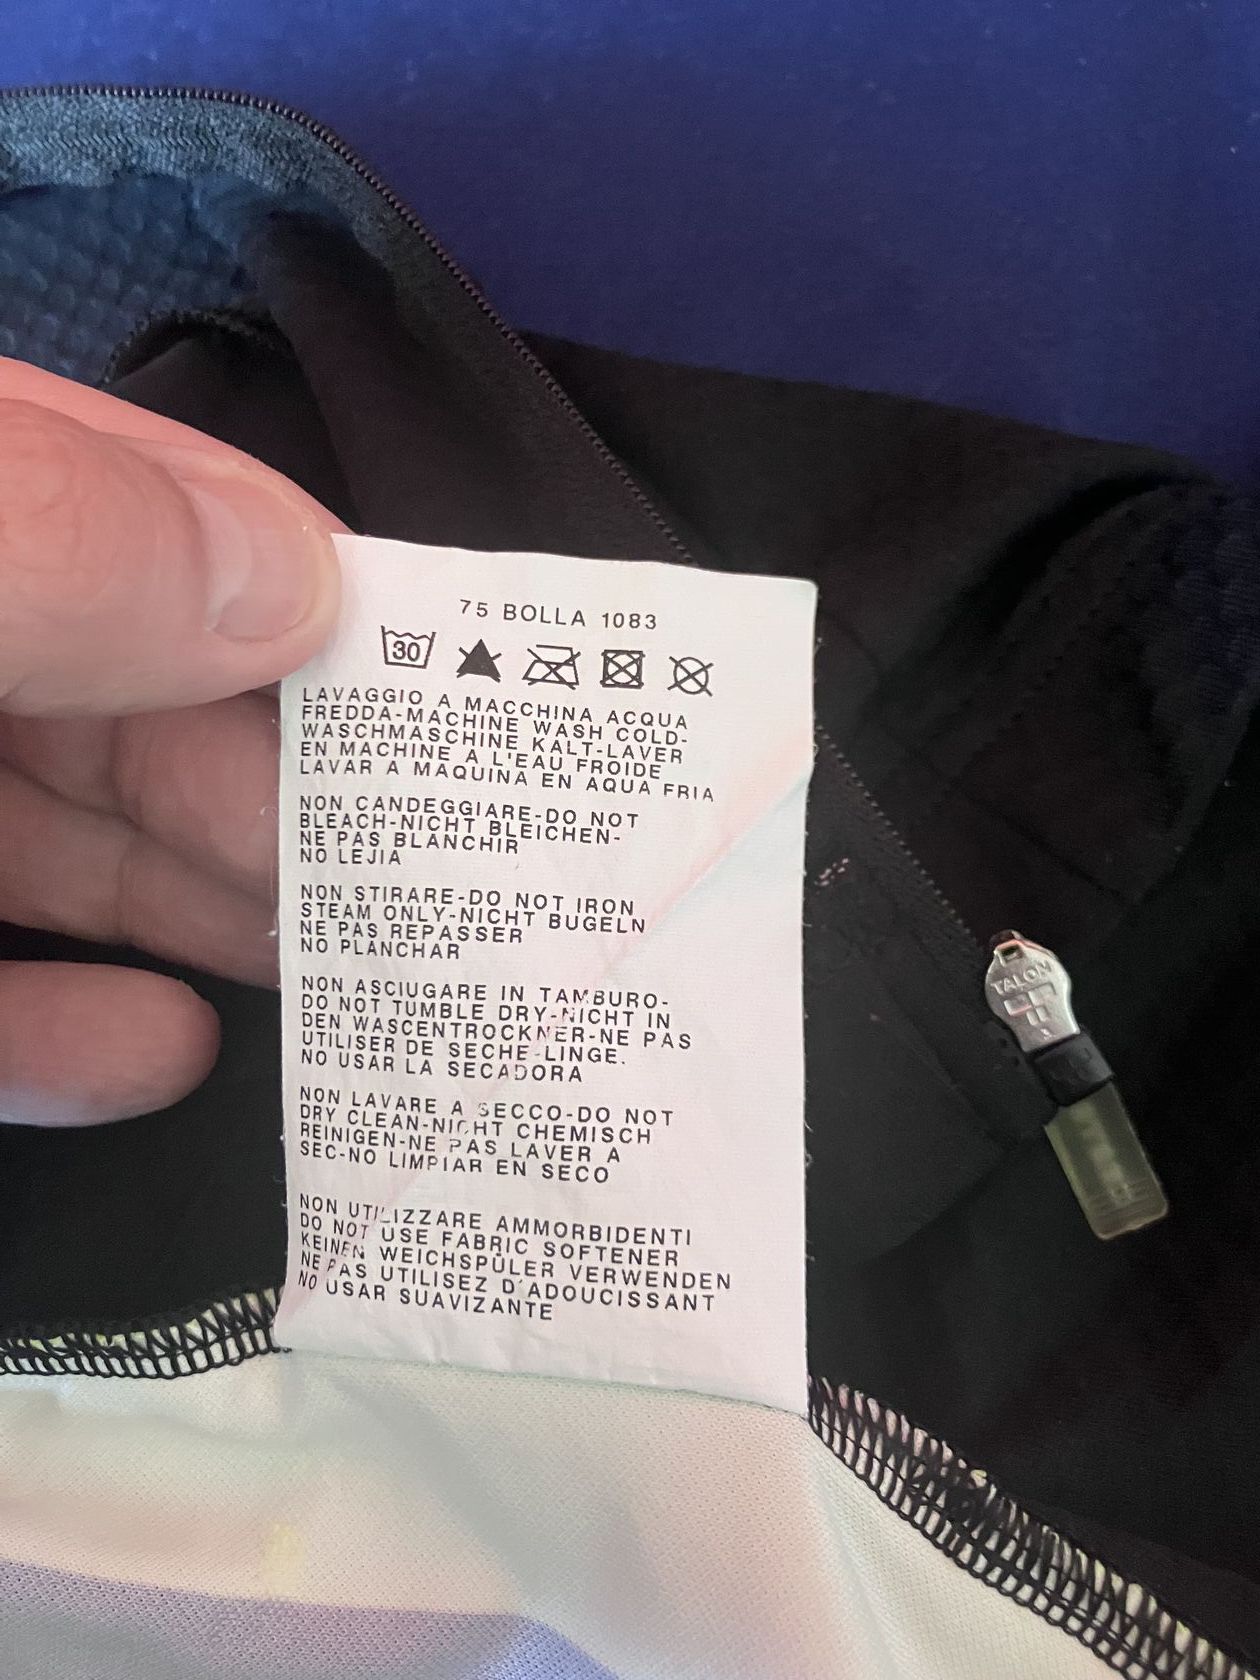 75 BOLLA 1083
30
LAVAGGIO A MACCHINA ACQUA
FREDDA-MACHINE WASH COLD-
WASCHMASCHINE KALT-LAVER
EN MACHINE A L'EAU FROIDE
LAVAR A MAQUINA EN AQUA FRIA
NON CANDEGGIARE-DO NOT
BLEACH-NICHT BLEICHEN-
NE PAS BLANCHIR
NO LEJIA
NON STIRARE-DO NOT IRON
STEAM ONLY-NICHT BUGELN
NE PAS REPASSER
NO PLANCHAR
NON ASCIUGARE IN TAMBURO-
DO NOT TUMBLE DRY-NICHT IN
DEN WASCENTROCKNER-NE PAS
UTILISER DE SECHE-LINGE.
NO USAR LA SECADORA
NON LAVARE A SECCO-DO NOT
DRY CLEAN-NICHT CHEMISCH
REINIGEN-NE PAS LAVER A
SEC-NO LIMPIAR EN SECO
NON UTILIZZARE AMMORBIDENTI
DO NOT USE FABRIC SOFTENER
KEINEN WEICHSPÜLER VERWENDEN
NE PAS UTILISEZ D'ADOUCISSANT
NO USAR SUAVIZANTE
TALON